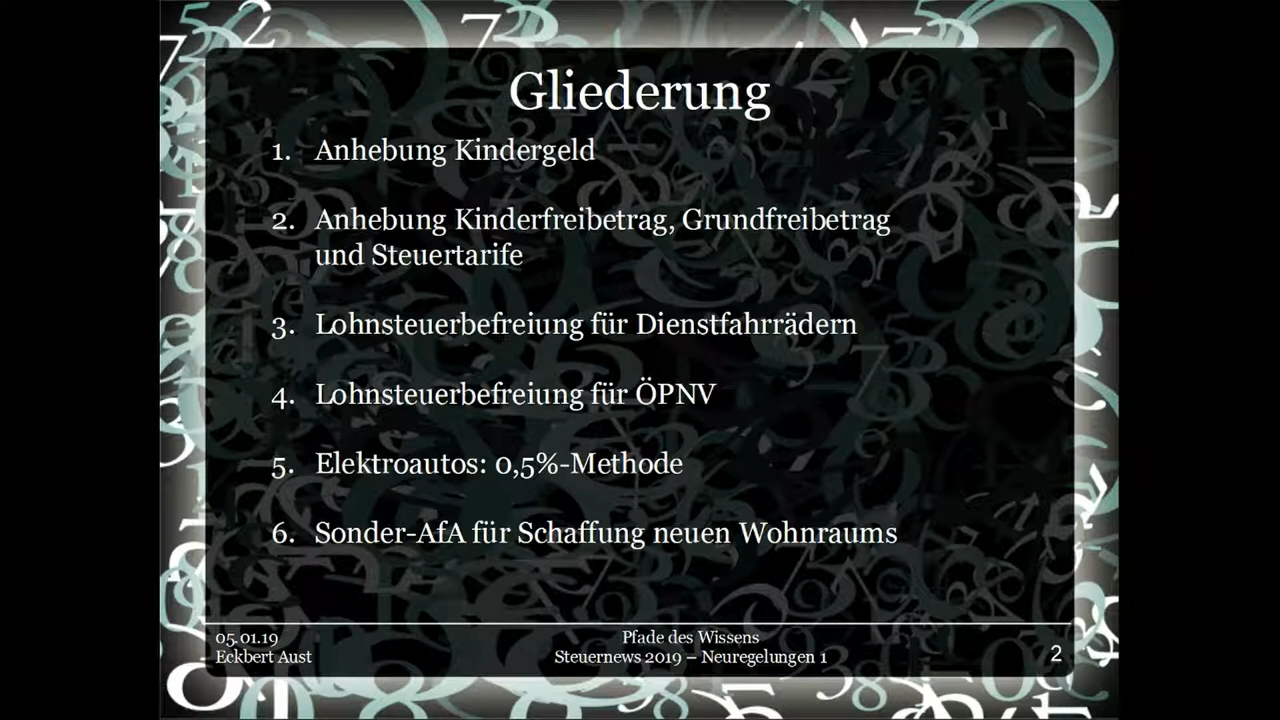 Gliederung
1. Anhebung Kindergeld
2. Anhebung Kinderfreibetrag, Grundfreibetrag
und Steuertarife
3. Lohnsteuerbefreiung für Dienstfahrrädern
4. Lohnsteuerbefreiung für ÖPNV
5. Elektroautos: 0,5%-Methode
6. Sonder-AfA für Schaffung neuen Wohnraums
05.01.19
Eckbert Aust
Pfade des Wissens
Steuernews 2019 – Neuregelungen 1
2